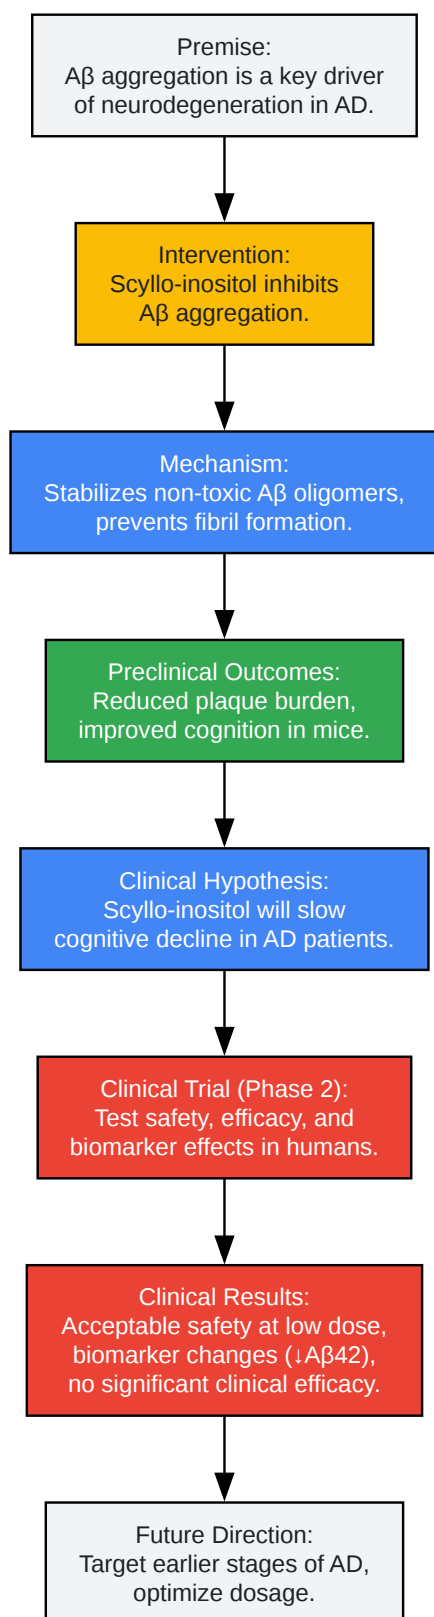 Premise:
Aβ aggregation is a key driver
of neurodegeneration in AD.
Intervention:
Scyllo-inositol inhibits
Aβ aggregation.
Mechanism:
Stabilizes non-toxic Aβ oligomers,
prevents fibril formation.
Preclinical Outcomes:
Reduced plaque burden,
improved cognition in mice.
Clinical Hypothesis:
Scyllo-inositol will slow
cognitive decline in AD patients.
Clinical Trial (Phase 2):
Test safety, efficacy, and
biomarker effects in humans.
Clinical Results:
Acceptable safety at low dose,
biomarker changes (↓Aβ42),
no significant clinical efficacy.
Future Direction:
Target earlier stages of AD,
optimize dosage.